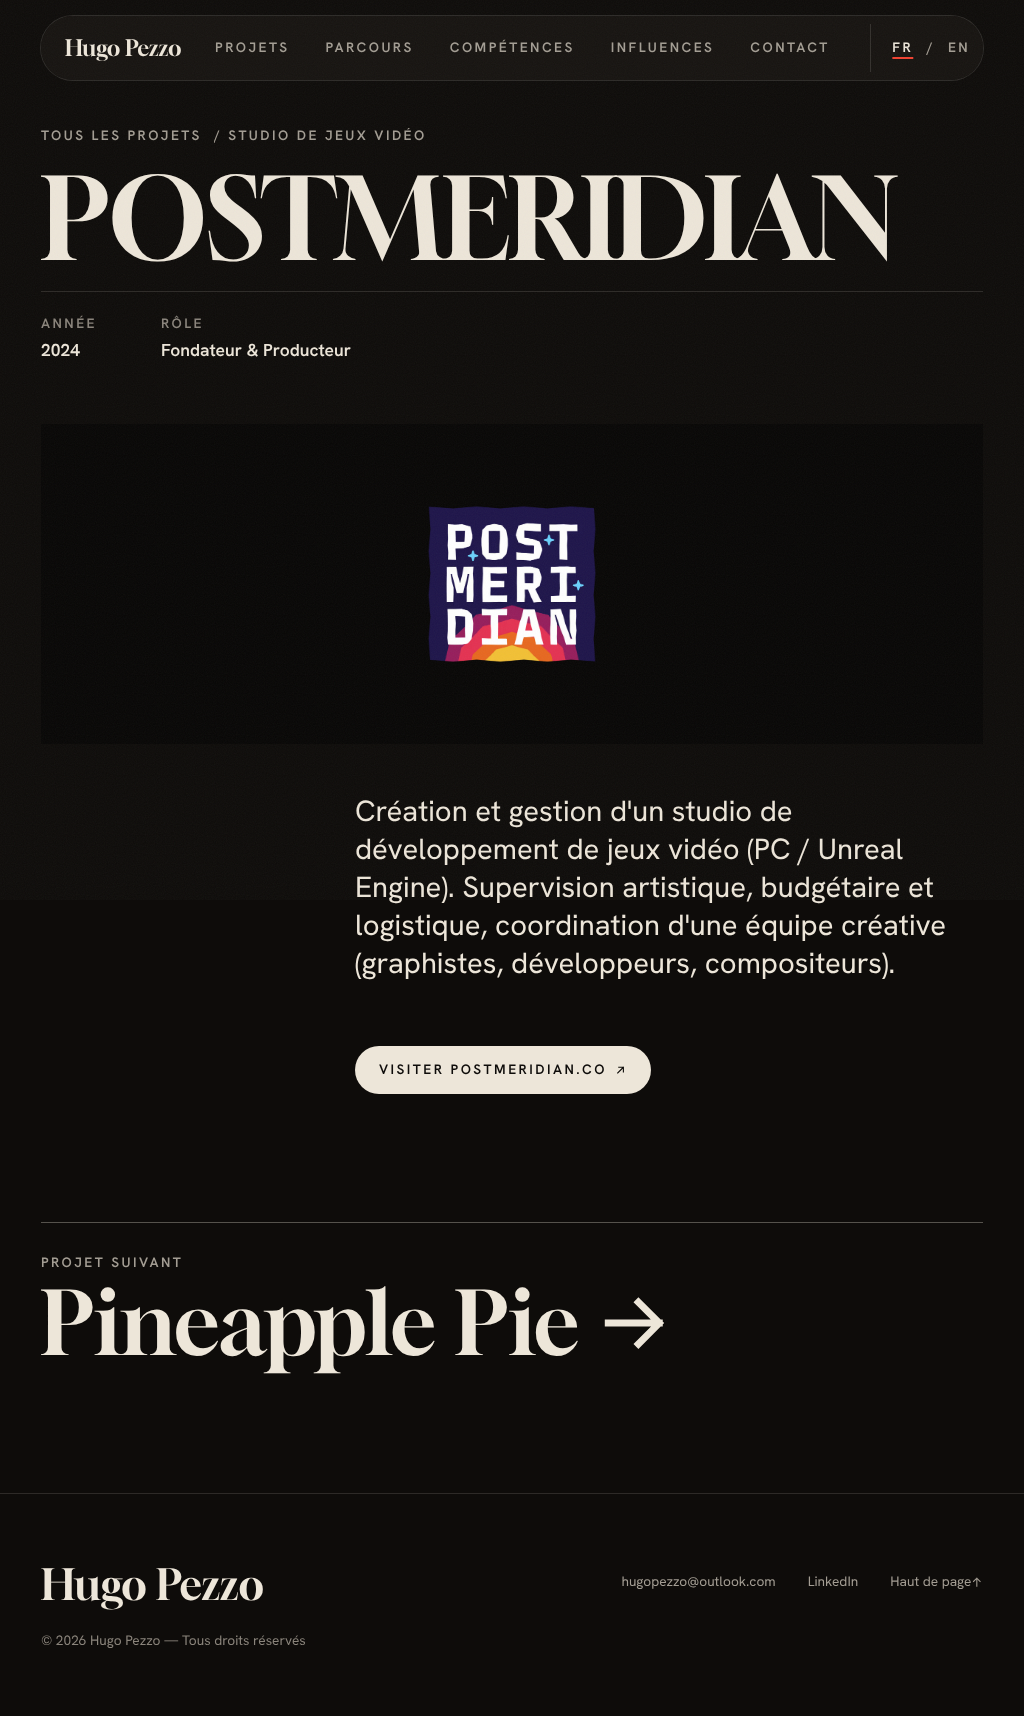 Hugo Pezzo PROJETS PARCOURS COMPÉTENCES INFLUENCES CONTACT FR / EN
TOUS LES PROJETS / STUDIO DE JEUX VIDÉO
POSTMERIDIAN
ANNÉE RÔLE
2024 Fondateur & Producteur
POST
MERI
DIAN
Création et gestion d'un studio de
développement de jeux vidéo (PC / Unreal
Engine). Supervision artistique, budgétaire et
logistique, coordination d'une équipe créative
(graphistes, développeurs, compositeurs).
VISITER POSTMERIDIAN.CO ↗
PROJET SUIVANT
Pineapple Pie →
Hugo Pezzo hugopezzo@outlook.com LinkedIn Haut de page↑
© 2026 Hugo Pezzo — Tous droits réservés